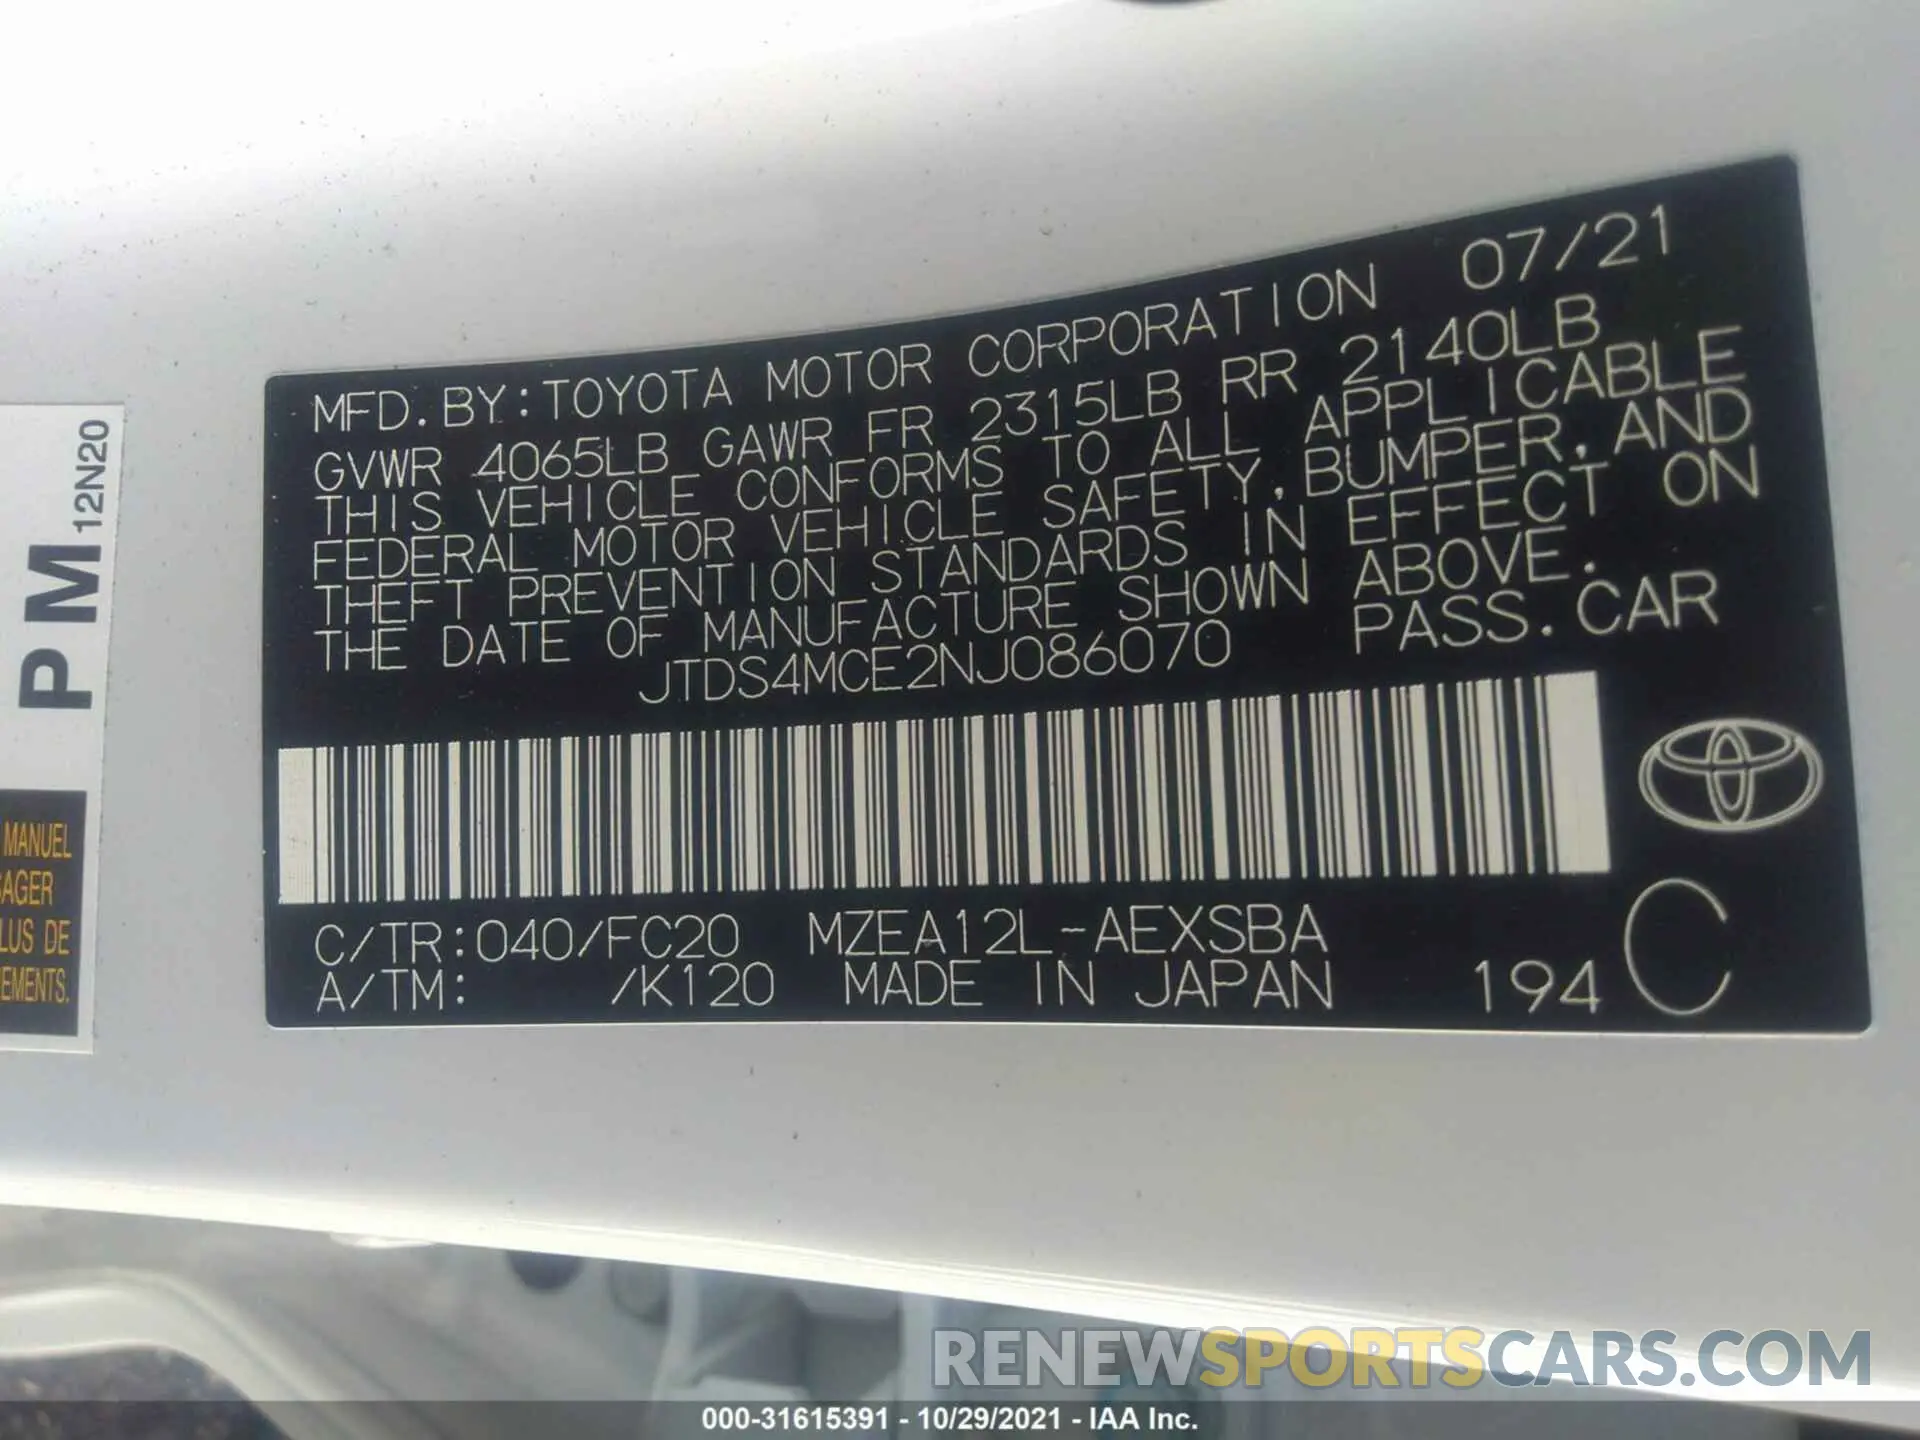 MFD. BY: TOYOTA MOTOR CORPORATION 07/21
GVWR 4065LB GAWR FR 2315LB RR 2140LB
THIS VEHICLE CONFORMS TO ALL APPLICABLE
FEDERAL MOTOR VEHICLE SAFETY, BUMPER, AND
THEFT PREVENTION STANDARDS IN EFFECT ON
THE DATE OF MANUFACTURE SHOWN ABOVE.
JTDS4MCE2NJ086070 PASS. CAR
C/TR:040/FC20 MZEA12L-AEXSBA
A/TM: /K120 MADE IN JAPAN 194 C
PM 12N20
MANUEL
AGER
LUS DE
EMENTS.
RENEWSPORTSCARS.COM
000-31615391 - 10/29/2021 - IAA Inc.